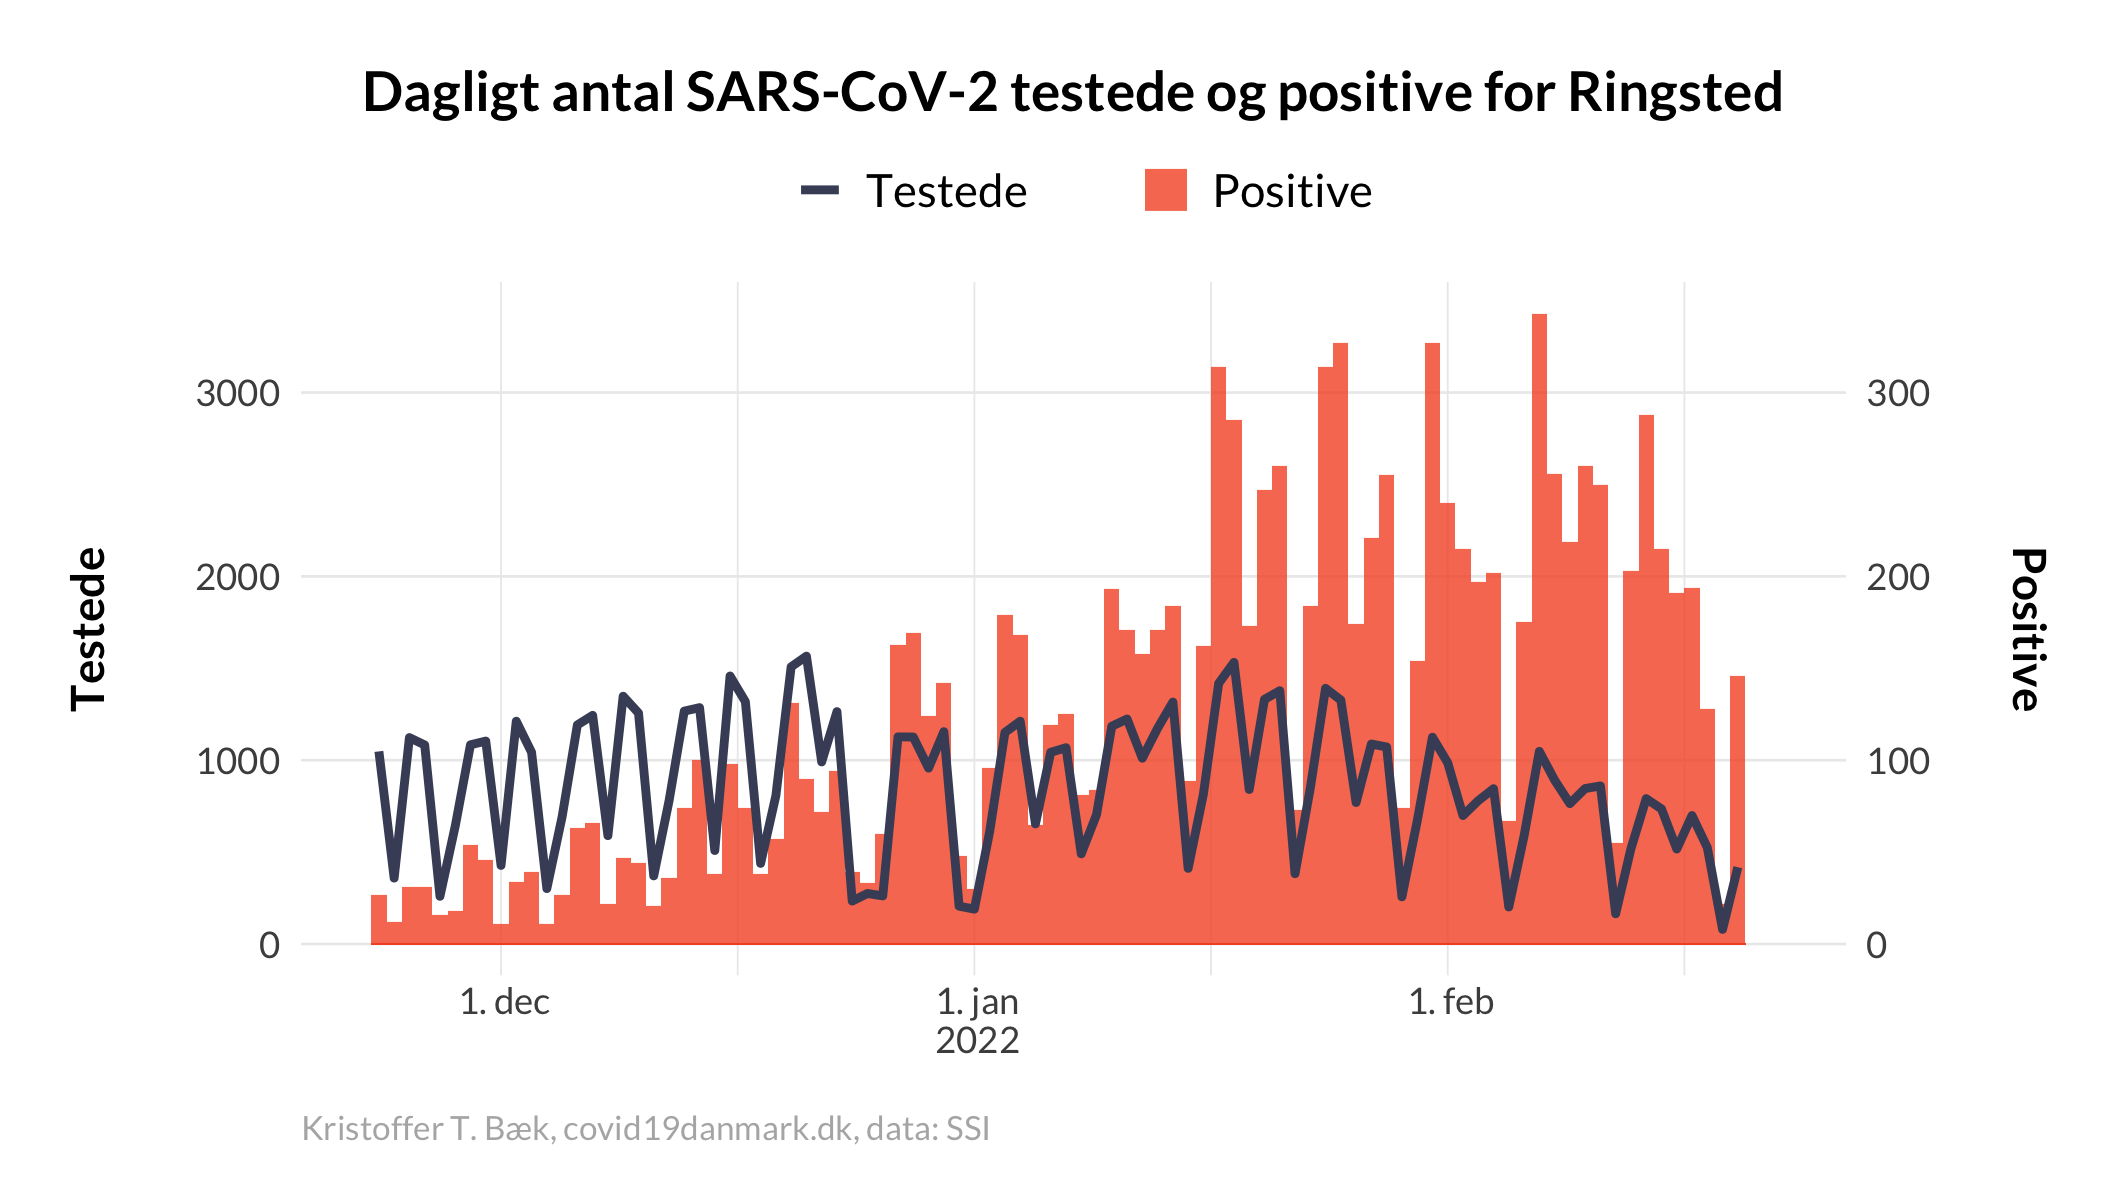 Dagligt antal SARS-CoV-2 testede og positive for Ringsted
Testede
Positive
3000
2000
1000
0
300
200
100
0
Testede
Positive
1. dec
1. jan
2022
1. feb
Kristoffer T. Bæk, covid19danmark.dk, data: SSI